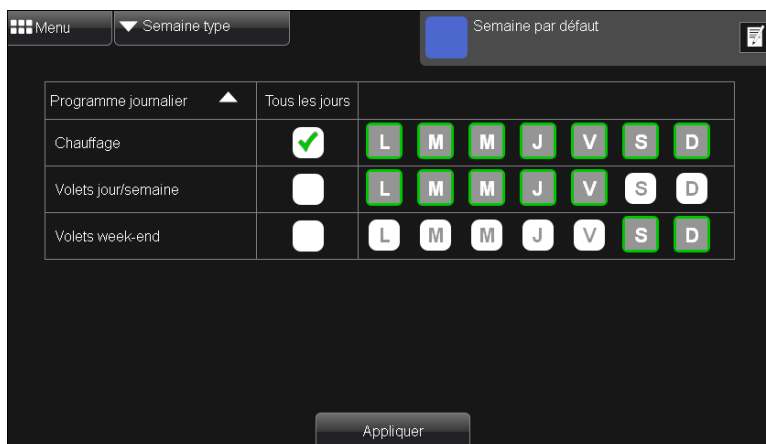 Menu
Semaine type
Semaine par défaut
Programme journalier Tous les jours
Chauffage L M M J V S D
Volets jour/semaine L M M J V S D
Volets week-end L M M J V S D
Appliquer